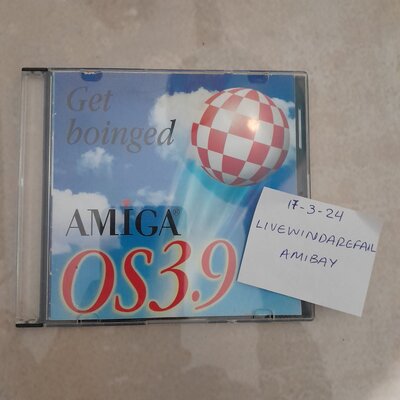 Get
boinged
AMIGA®
OS3.9
17-3-24
LIVEWINDAREFAIL
AMIBAY